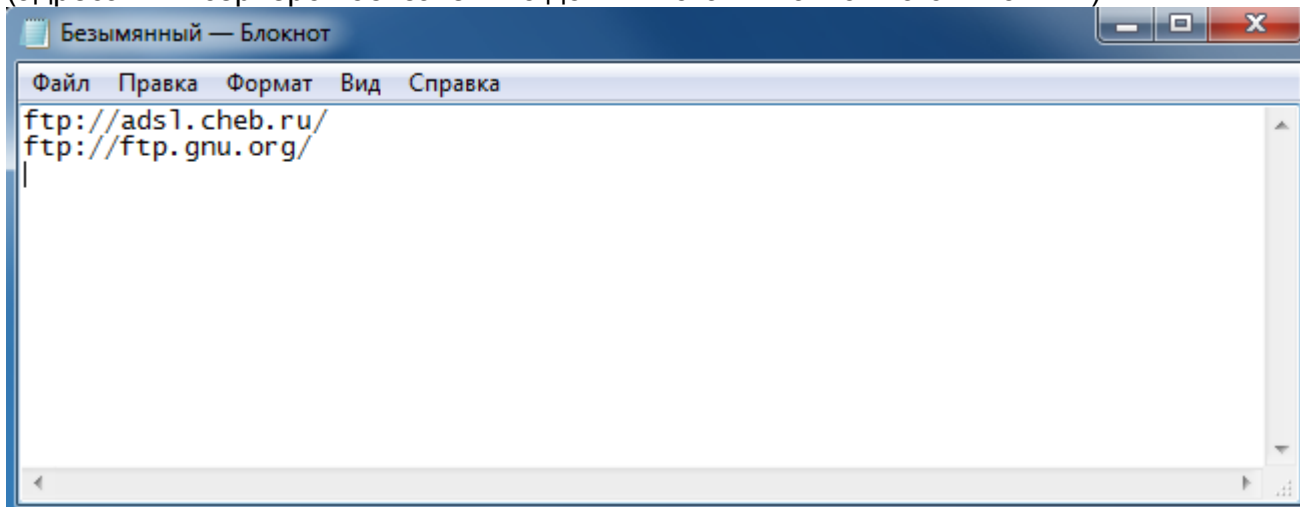 Безымянный — Блокнот
Файл Правка Формат Вид Справка
ftp://adsl.cheb.ru/
ftp://ftp.gnu.org/